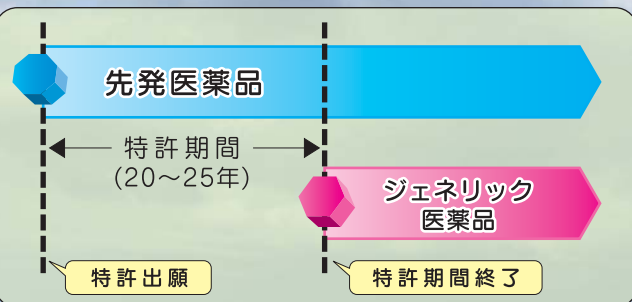 先発医薬品
特許期間
(20～25年)
ジェネリック
医薬品
特許出願
特許期間終了